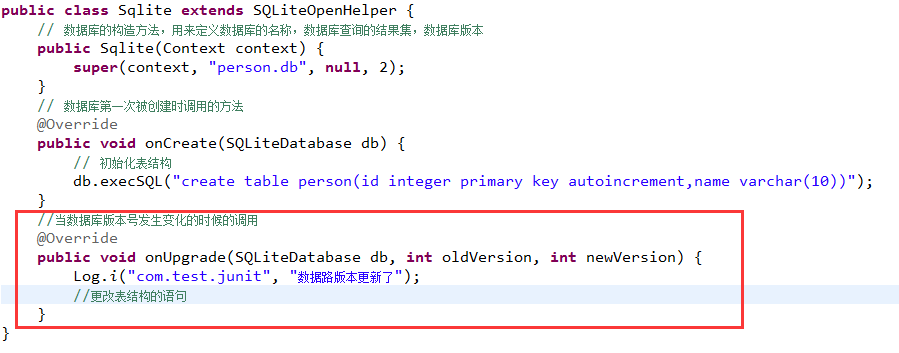 public class Sqlite extends SQLiteOpenHelper {
// 数据库的构造方法，用来定义数据库的名称，数据库查询的结果集，数据库版本
public Sqlite(Context context) {
super(context, "person.db", null, 2);
}
// 数据库第一次被创建时调用的方法
@Override
public void onCreate(SQLiteDatabase db) {
// 初始化表结构
db.execSQL("create table person(id integer primary key autoincrement,name varchar(10))");
}
//当数据库版本号发生变化的时候的调用
@Override
public void onUpgrade(SQLiteDatabase db, int oldVersion, int newVersion) {
Log.i("com.test.junit", "数据路版本更新了");
//更改表结构的语句
}
}